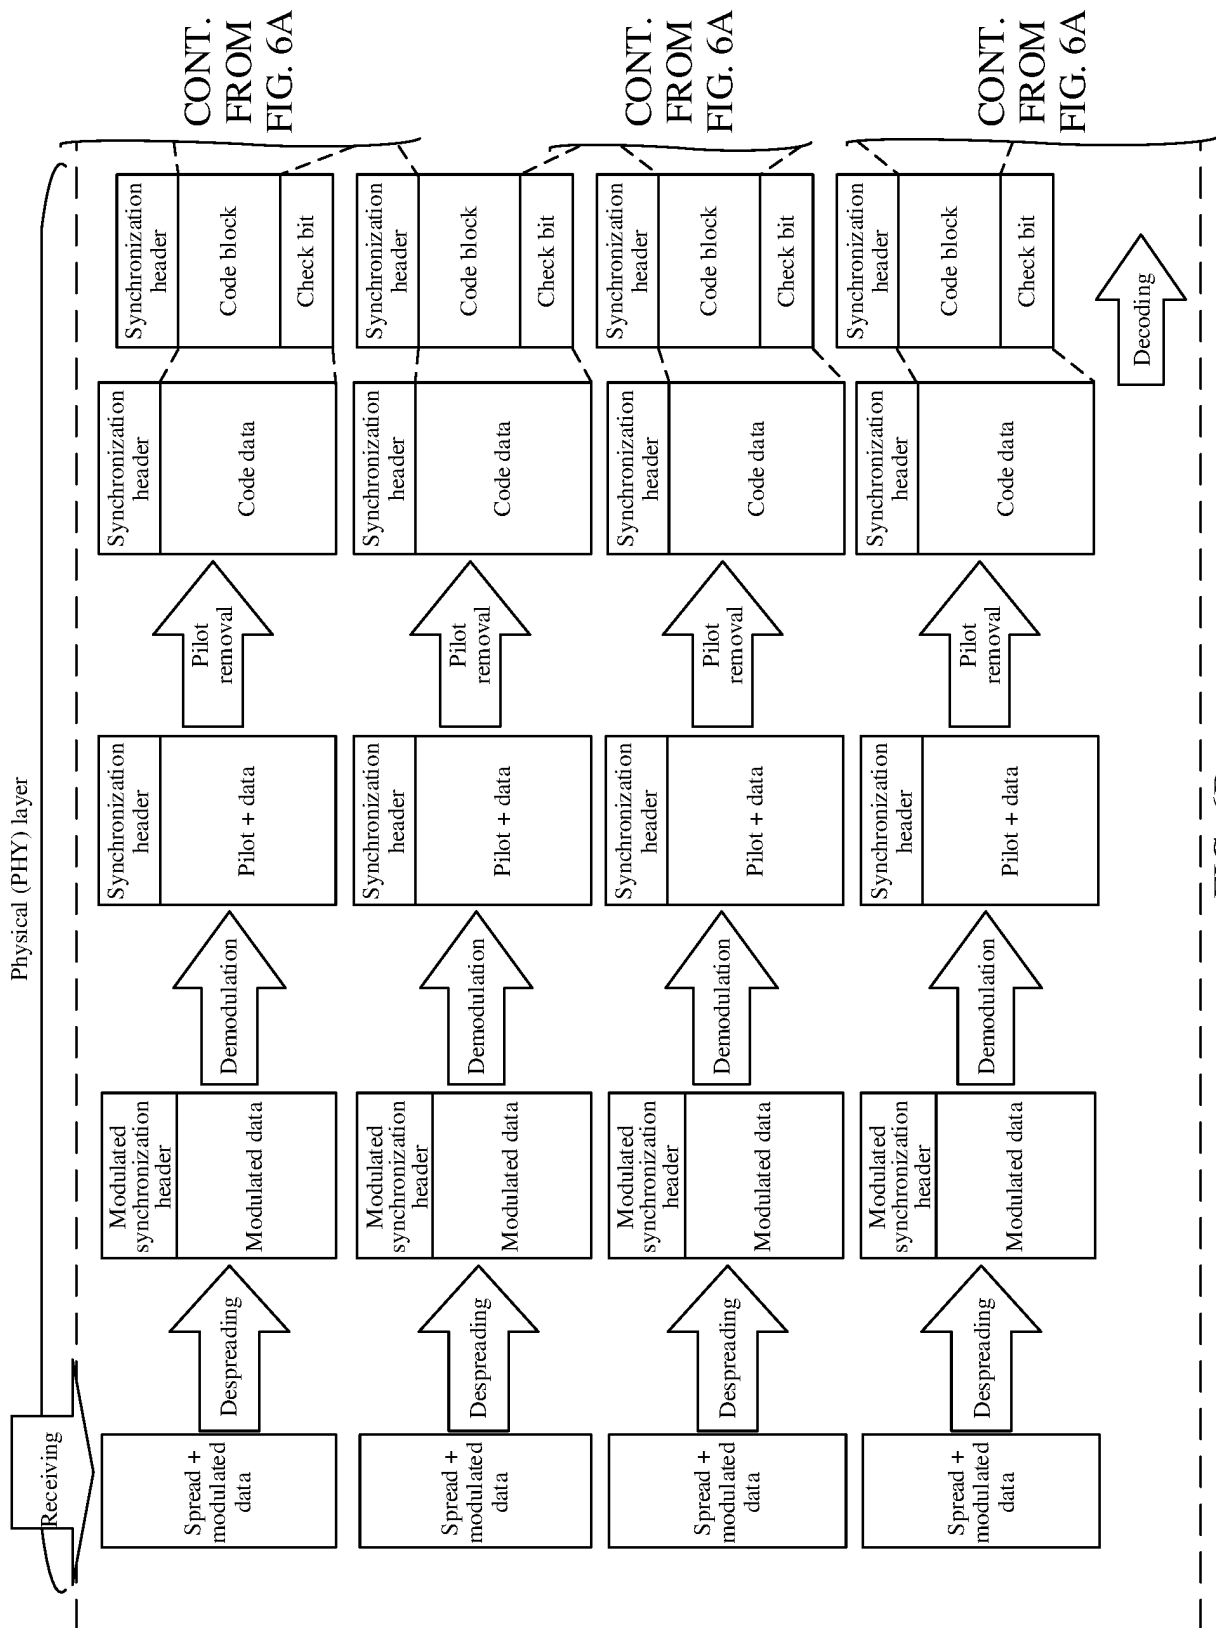 Physical (PHY) layer
Receiving
Spread +
modulated
data
Despreading
Modulated
synchronization
header
Modulated data
Demodulation
Synchronization
header
Pilot + data
Pilot
removal
Synchronization
header
Code data
Synchronization
header
Code block
Check bit
CONT.
FROM
FIG. 6A
Spread +
modulated
data
Despreading
Modulated
synchronization
header
Modulated data
Demodulation
Synchronization
header
Pilot + data
Pilot
removal
Synchronization
header
Code data
Synchronization
header
Code block
Check bit
CONT.
FROM
FIG. 6A
Spread +
modulated
data
Despreading
Modulated
synchronization
header
Modulated data
Demodulation
Synchronization
header
Pilot + data
Pilot
removal
Synchronization
header
Code data
Synchronization
header
Code block
Check bit
Spread +
modulated
data
Despreading
Modulated
synchronization
header
Modulated data
Demodulation
Synchronization
header
Pilot + data
Pilot
removal
Synchronization
header
Code data
Synchronization
header
Code block
Check bit
CONT.
FROM
FIG. 6A
Decoding